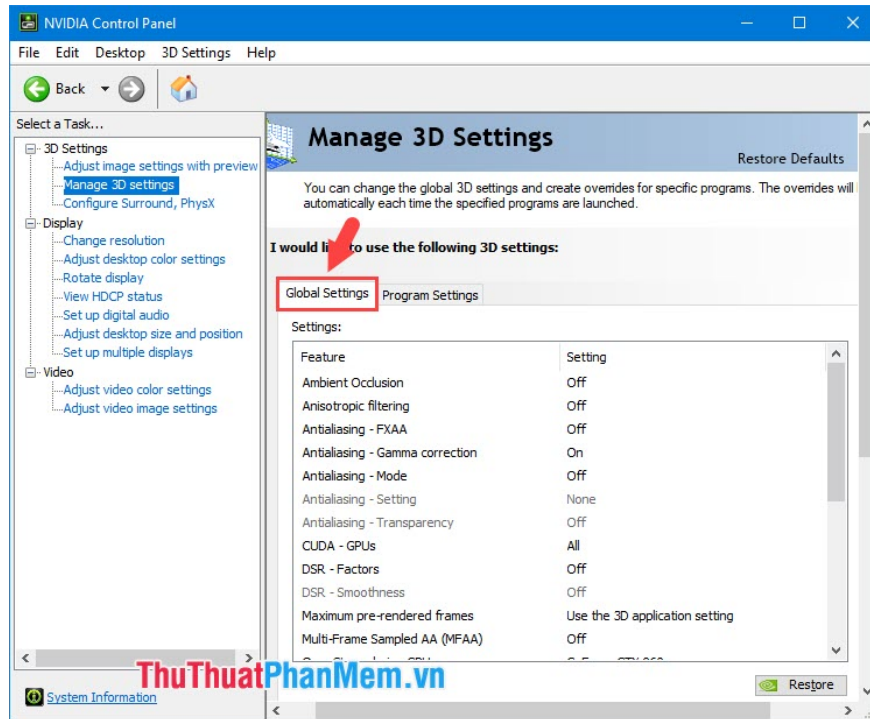 NVIDIA Control Panel
File Edit Desktop 3D Settings Help
Back
Select a Task...
3D Settings
Adjust image settings with preview
Manage 3D settings
Configure Surround, PhysX
Display
Change resolution
Adjust desktop color settings
Rotate display
View HDCP status
Set up digital audio
Adjust desktop size and position
Set up multiple displays
Video
Adjust video color settings
Adjust video image settings
System Information
Manage 3D Settings
Restore Defaults
You can change the global 3D settings and create overrides for specific programs. The overrides will
automatically each time the specified programs are launched.
I would to use the following 3D settings:
Global Settings Program Settings
Settings:
Feature Setting
Ambient Occlusion Off
Anisotropic filtering Off
Antialiasing - FXAA Off
Antialiasing - Gamma correction On
Antialiasing - Mode Off
Antialiasing - Setting None
Antialiasing - Transparency Off
CUDA - GPUs All
DSR - Factors Off
DSR - Smoothness Off
Maximum pre-rendered frames Use the 3D application setting
Multi-Frame Sampled AA (MFAA) Off
ThuThuatPhanMem.vn
Restore